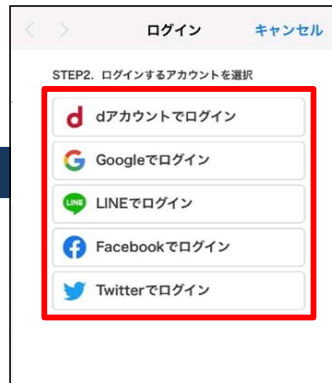 ログイン
キャンセル
STEP2. ログインするアカウントを選択
d dアカウントでログイン
G Googleでログイン
LINE LINEでログイン
f Facebookでログイン
Twitterでログイン